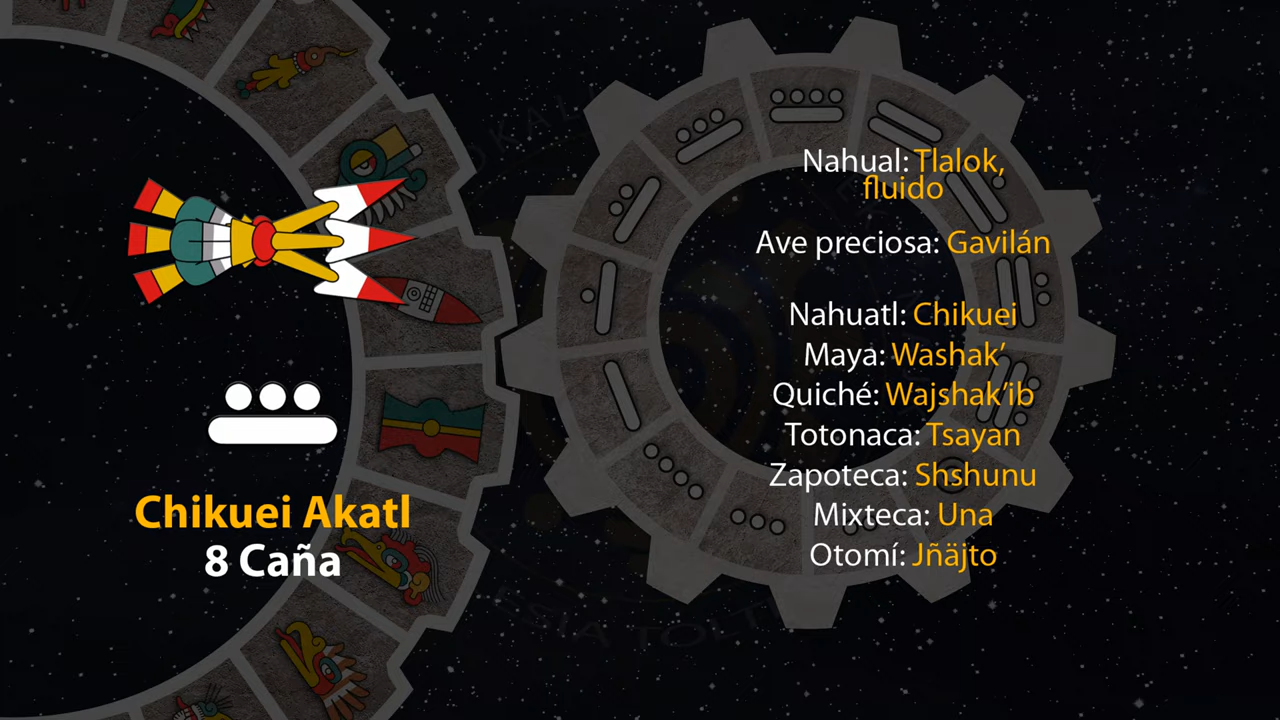 Chikuei Akatl
8 Caña
Nahual: Tlalok,
fluido
Ave preciosa: Gavilán
Nahuatl: Chikuei
Maya: Washak’
Quiché: Wajshak’ib
Totonaca: Tsayan
Zapoteca: Shshunu
Mixteca: Una
Otomí: Jñäjto